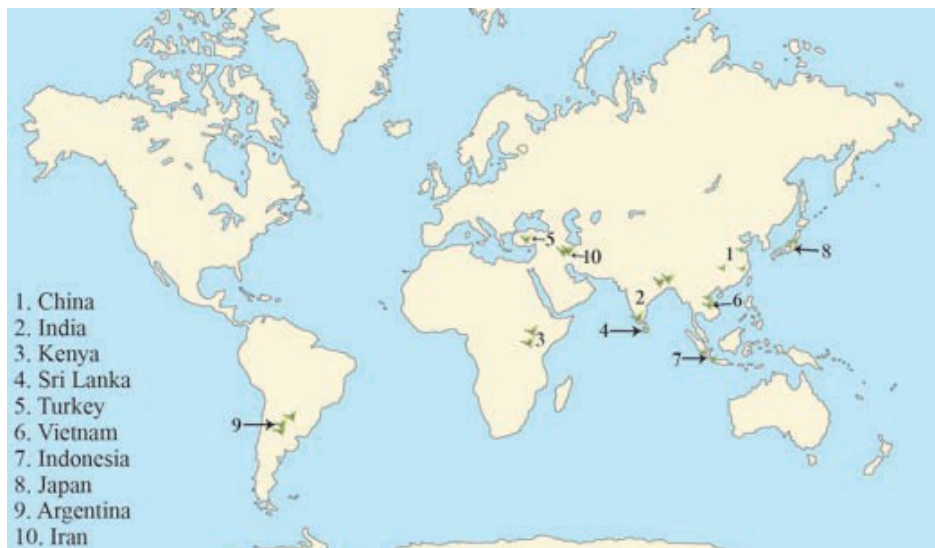 1. China
2. India
3. Kenya
4. Sri Lanka
5. Turkey
6. Vietnam
7. Indonesia
8. Japan
9. Argentina
10. Iran
5
10
1
8
2
6
4
3
7
9